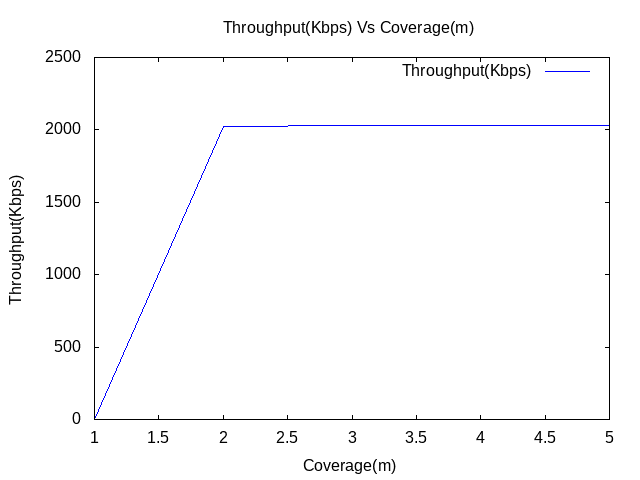 Throughput(Kbps) Vs Coverage(m)
2500
Throughput(Kbps)
2000
1500
Throughput(Kbps)
1000
500
0
1 1.5 2 2.5 3 3.5 4 4.5 5
Coverage(m)